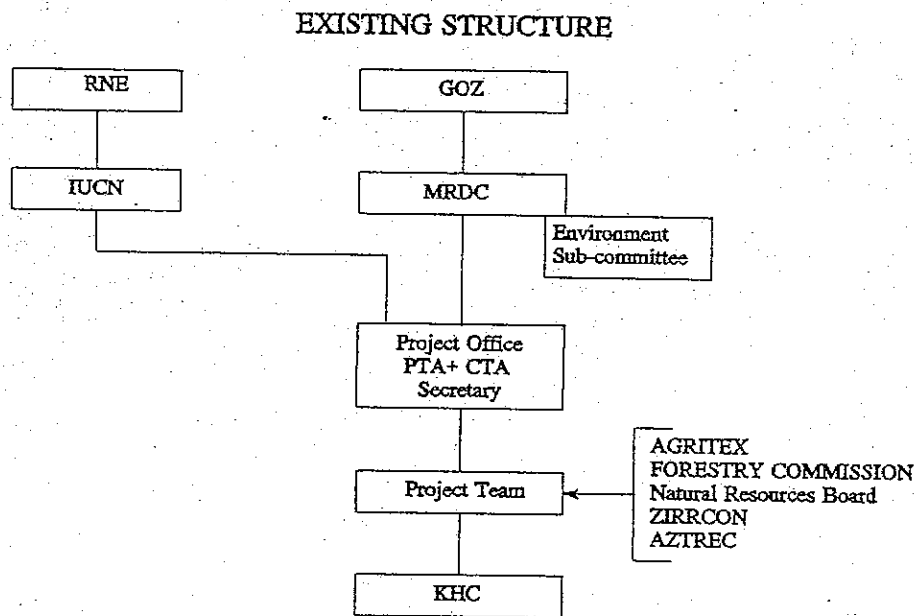 EXISTING STRUCTURE
RNE
GOZ
IUCN
MRDC
Environment
Sub-committee
Project Office
PTA+ CTA
Secretary
Project Team
AGRITEX
FORESTRY COMMISSION
Natural Resources Board
ZIRRCON
AZTREC
KHC